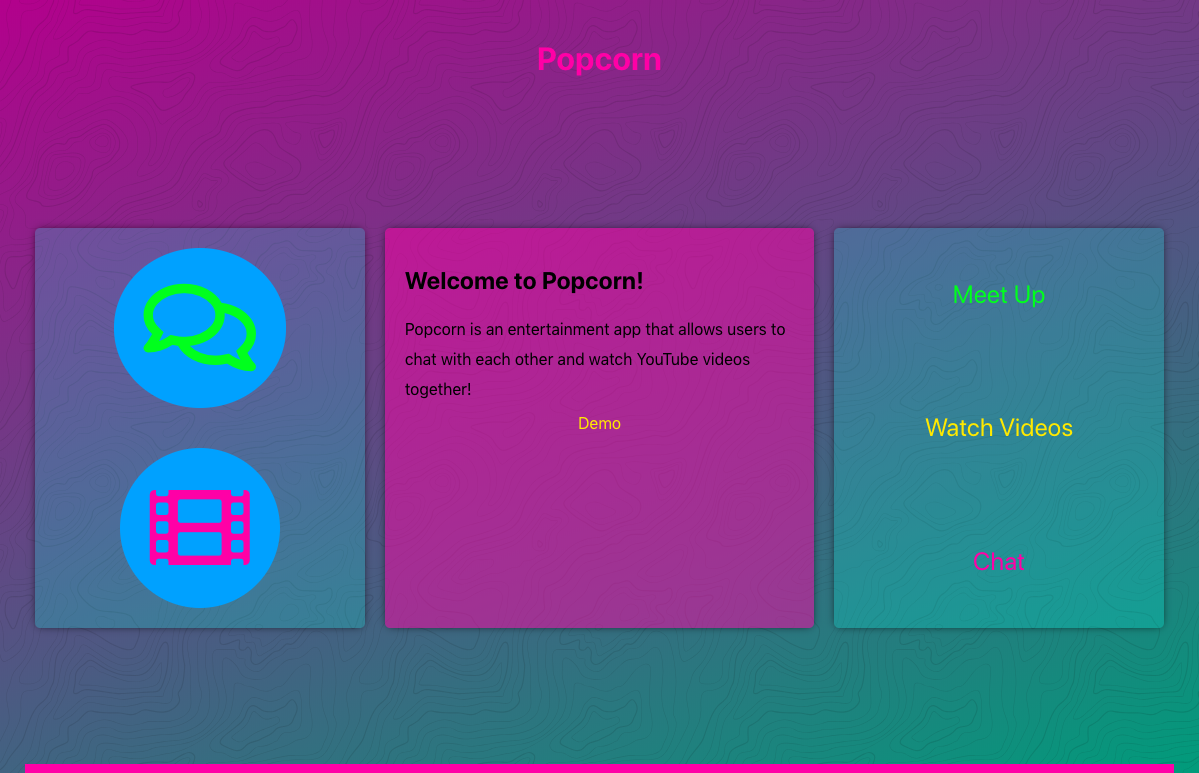 Popcorn
Welcome to Popcorn!
Popcorn is an entertainment app that allows users to
chat with each other and watch YouTube videos
together!
Demo
Meet Up
Watch Videos
Chat